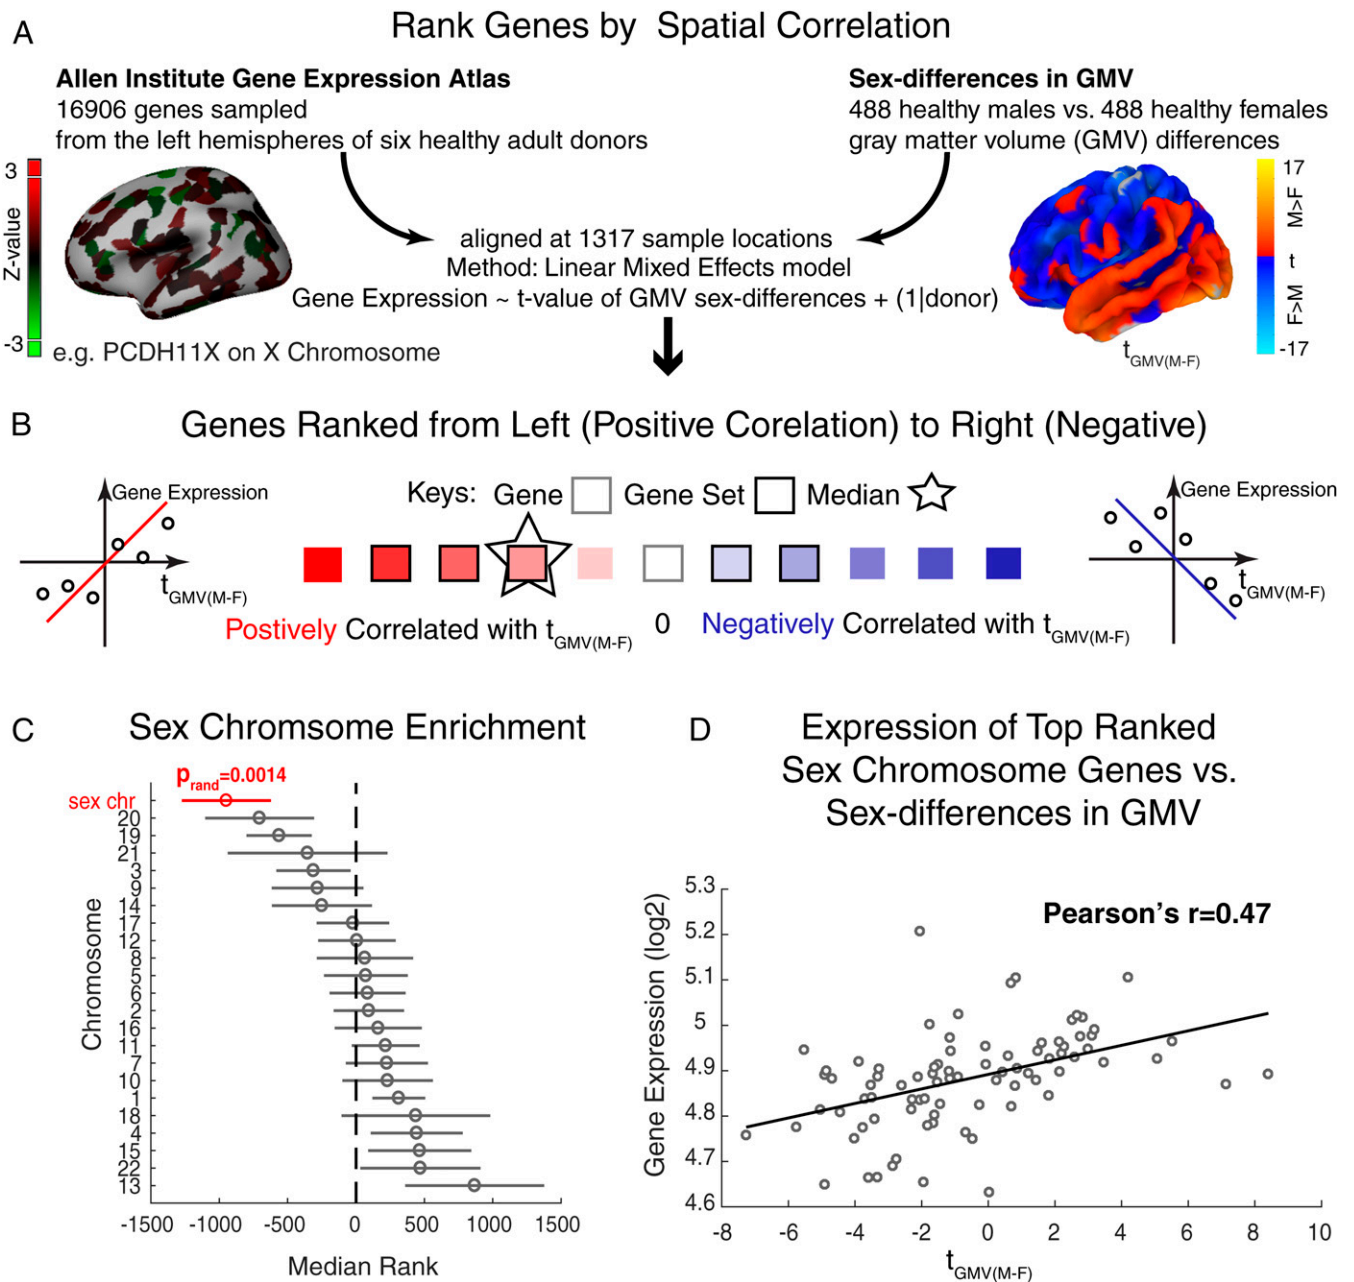 A
Rank Genes by Spatial Correlation
Allen Institute Gene Expression Atlas
16906 genes sampled
from the left hemispheres of six healthy adult donors
Sex-differences in GMV
488 healthy males vs. 488 healthy females
gray matter volume (GMV) differences
3
Z-value
-3
e.g. PCDH11X on X Chromosome
aligned at 1317 sample locations
Method: Linear Mixed Effects model
Gene Expression ~ t-value of GMV sex-differences + (1|donor)
17
M>F
t
F>M
-17
tGMV(M-F)
B
Genes Ranked from Left (Positive Corelation) to Right (Negative)
Keys: Gene Gene Set Median
Gene Expression
tGMV(M-F)
Gene Expression
tGMV(M-F)
Postively Correlated with tGMV(M-F)
0
Negatively Correlated with tGMV(M-F)
C
Sex Chromsome Enrichment
prand=0.0014
sex chr
20
19
21
3
9
14
17
12
8
5
6
2
16
11
7
10
1
18
4
15
22
13
Chromosome
-1500 -1000 -500 0 500 1000 1500
Median Rank
D
Expression of Top Ranked
Sex Chromosome Genes vs.
Sex-differences in GMV
Pearson's r=0.47
5.3
5.2
5.1
5
4.9
4.8
4.7
4.6
Gene Expression (log2)
-8 -6 -4 -2 0 2 4 6 8 10
tGMV(M-F)